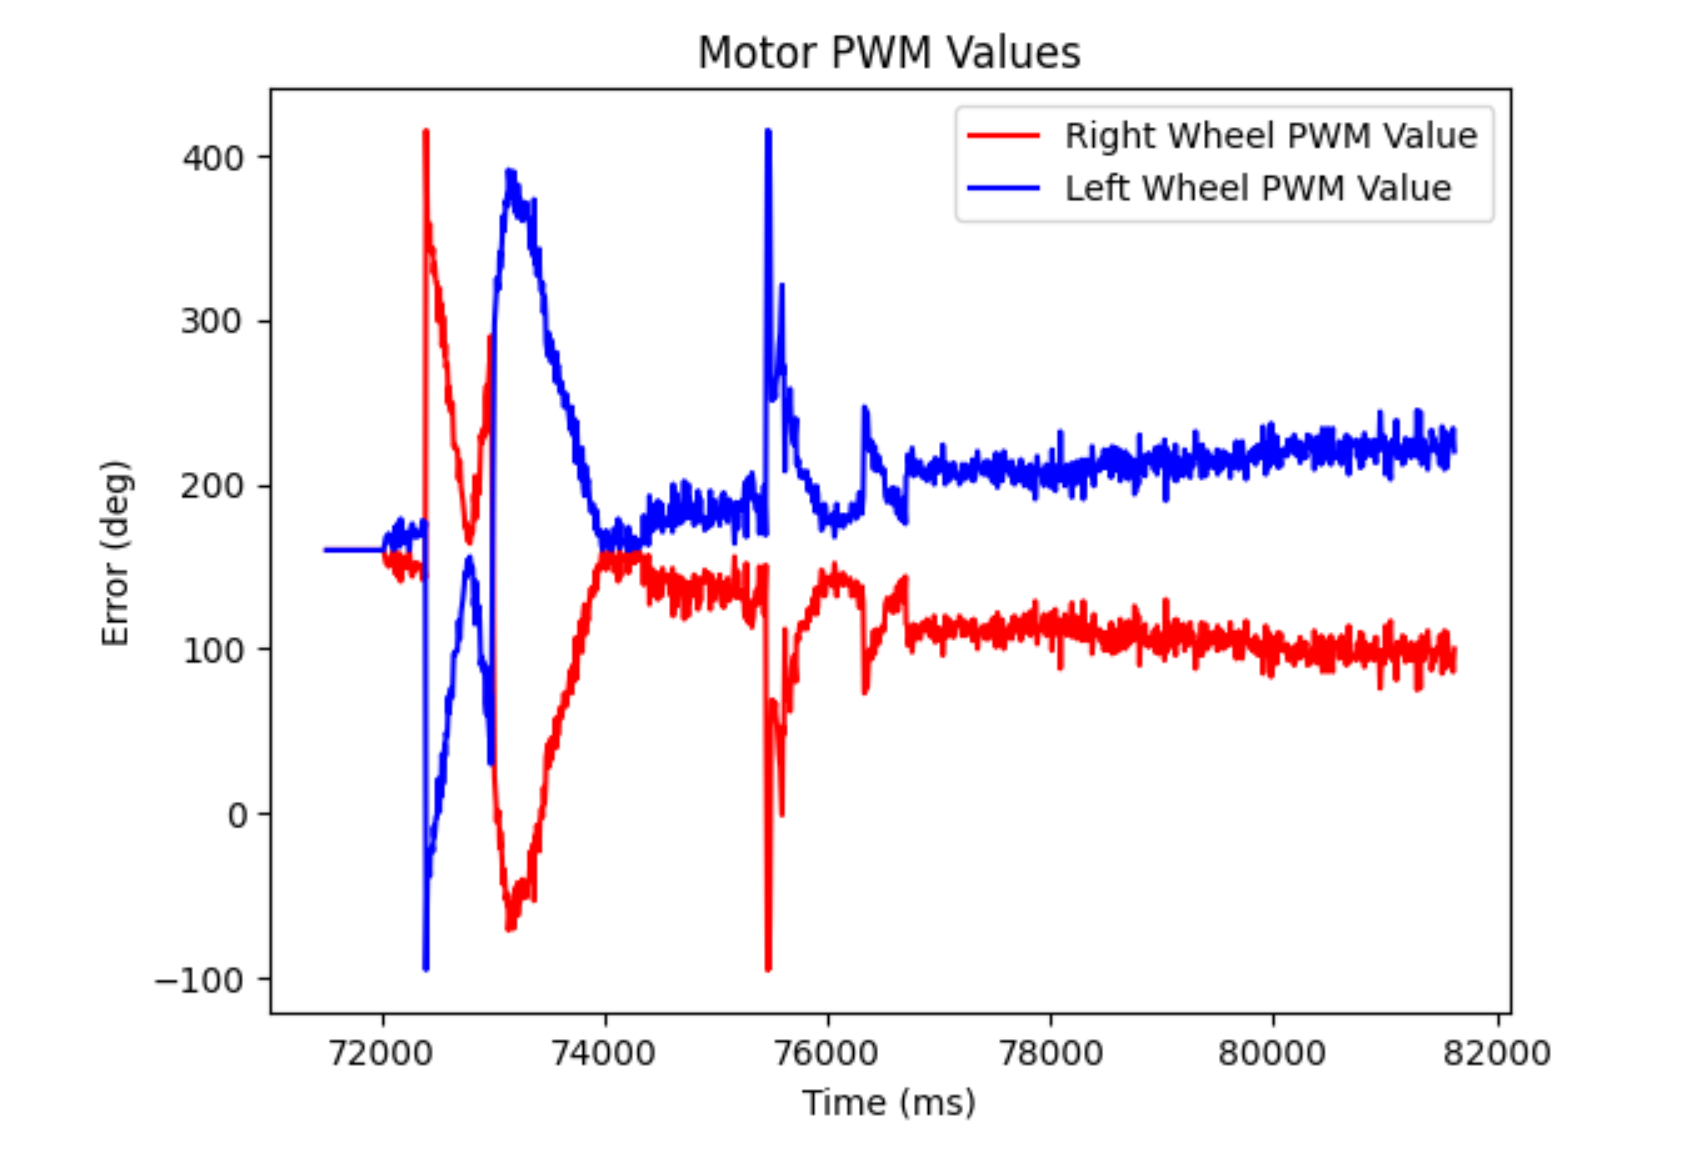 Motor PWM Values
Right Wheel PWM Value
Left Wheel PWM Value
Error (deg)
400
300
200
100
0
−100
72000 74000 76000 78000 80000 82000
Time (ms)